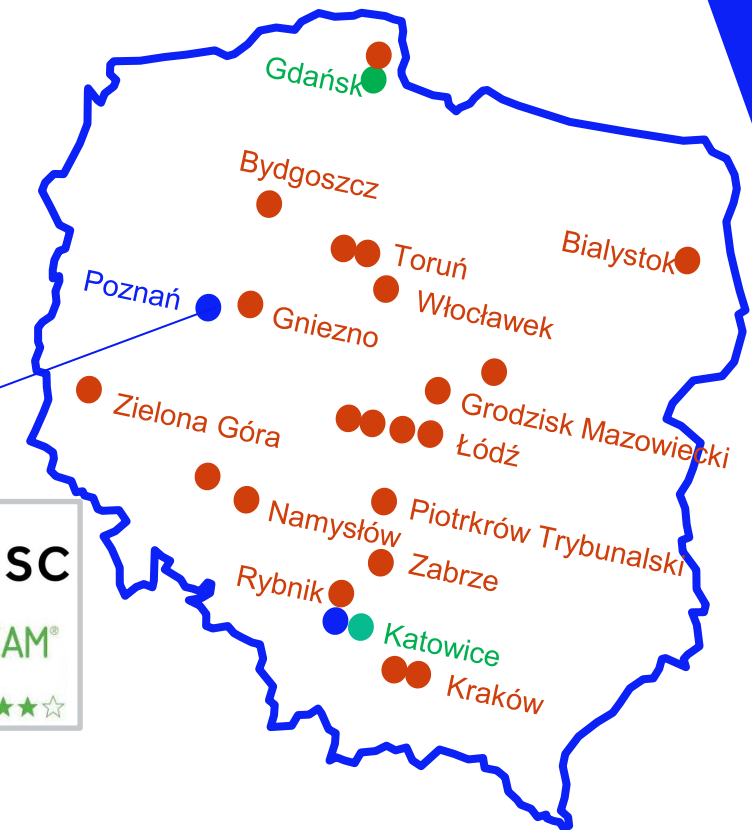 Gdańsk
Bydgoszcz
Bialystok
Toruń
Poznań
Włocławek
Gniezno
Zielona Góra
Grodzisk Mazowiecki
Łódź
Namysłów
Piotrkrów Trybunalski
SC
Zabrze
Rybnik
AM®
Katowice
Kraków